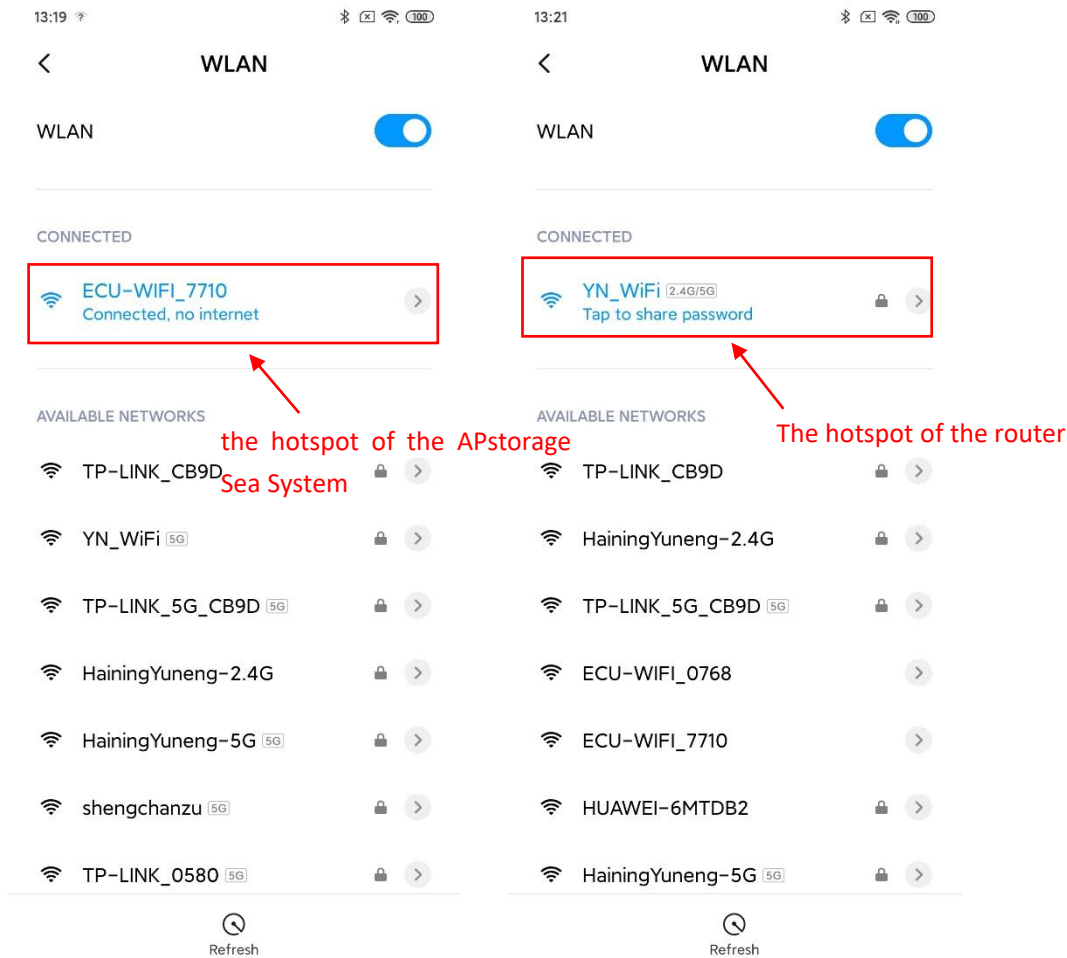 13:19 ? 100
WLAN
WLAN
CONNECTED
ECU-WIFI_7710
Connected, no internet
AVAILABLE NETWORKS
the hotspot of the APstorage
Sea System
TP-LINK_CB9D
YN_WiFi 5G
TP-LINK_5G_CB9D 5G
HainingYuneng-2.4G
HainingYuneng-5G 5G
shengchanzu 5G
TP-LINK_0580 5G
Refresh
13:21 100
WLAN
WLAN
CONNECTED
YN_WiFi 2.4G/5G
Tap to share password
AVAILABLE NETWORKS
The hotspot of the router
TP-LINK_CB9D
HainingYuneng-2.4G
TP-LINK_5G_CB9D 5G
ECU-WIFI_0768
ECU-WIFI_7710
HUAWEI-6MTDB2
HainingYuneng-5G 5G
Refresh